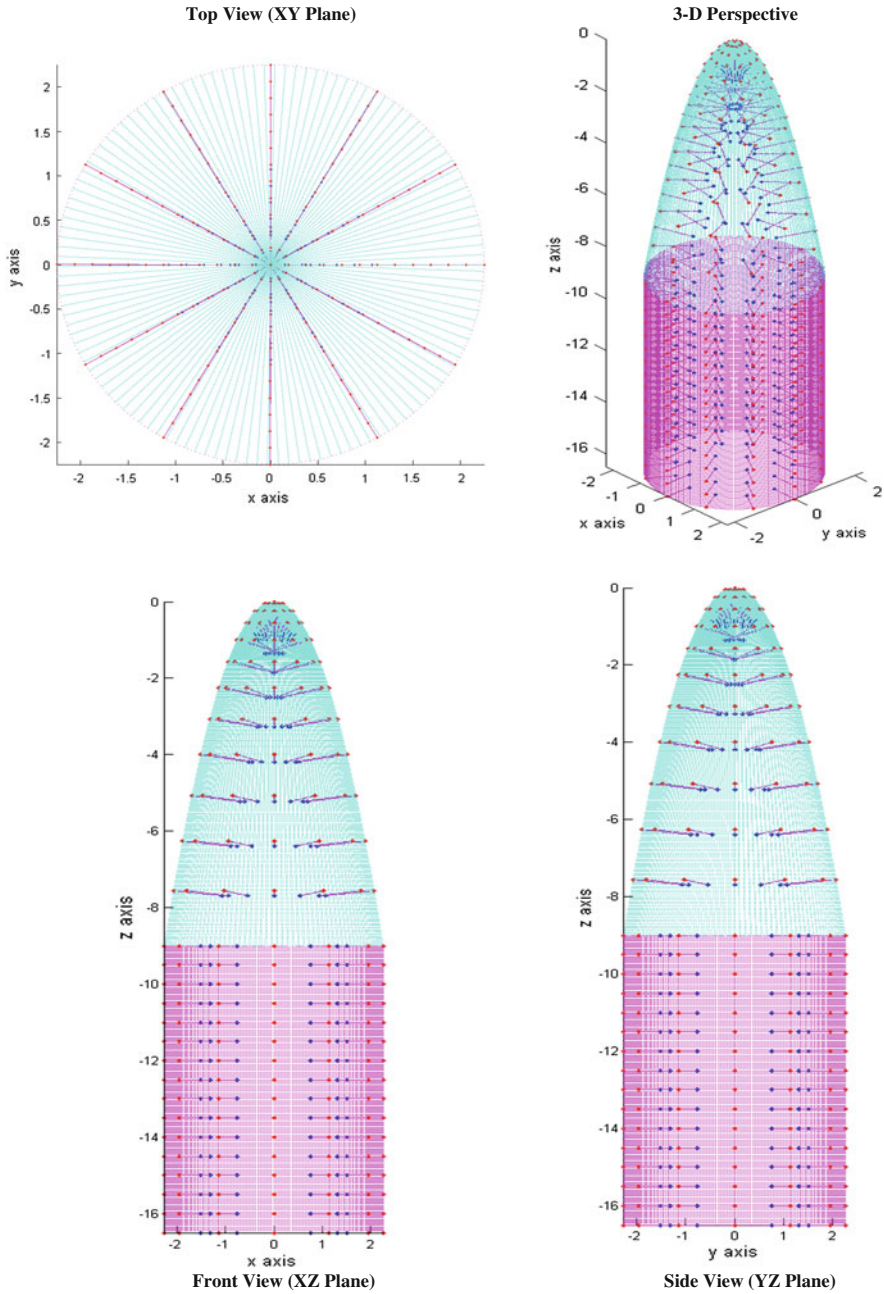 Top View (XY Plane)
3-D Perspective
2
1.5
1
0.5
0
-0.5
-1
-1.5
-2
y axis
-2 -1.5 -1 -0.5 0 0.5 1 1.5 2
x axis
0
-2
-4
-6
-8
-10
-12
-14
-16
z axis
-2
-1
0
1
2
x axis
-2
0
2
y axis
0
-2
-4
-6
-8
-10
-12
-14
-16
z axis
-2 -1 0 1 2
x axis
Front View (XZ Plane)
0
-2
-4
-6
-8
-10
-12
-14
-16
z axis
-2 -1 0 1 2
y axis
Side View (YZ Plane)